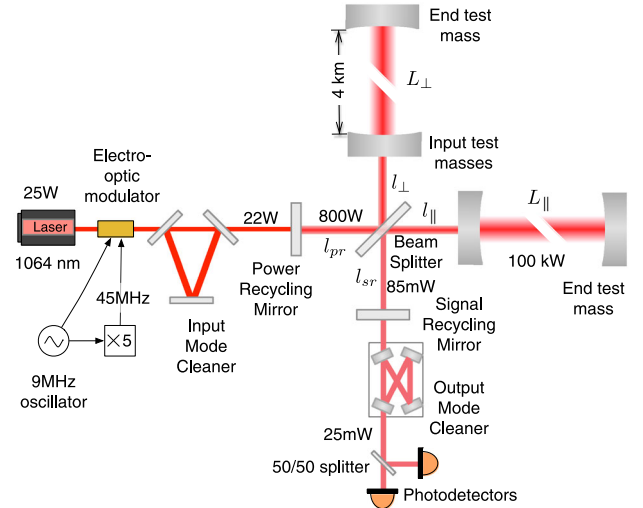 End test
mass
4 km
L⊥
Input test
masses
Electro-
optic
modulator
25W
Laser
1064 nm
22W
800W
l⊥
l∥
L∥
l_pr
Beam
Splitter
100 kW
End test
mass
Power
Recycling
Mirror
l_sr
85mW
45MHz
Input
Mode
Cleaner
×5
9MHz
oscillator
Signal
Recycling
Mirror
Output
Mode
Cleaner
25mW
50/50 splitter
Photodetectors